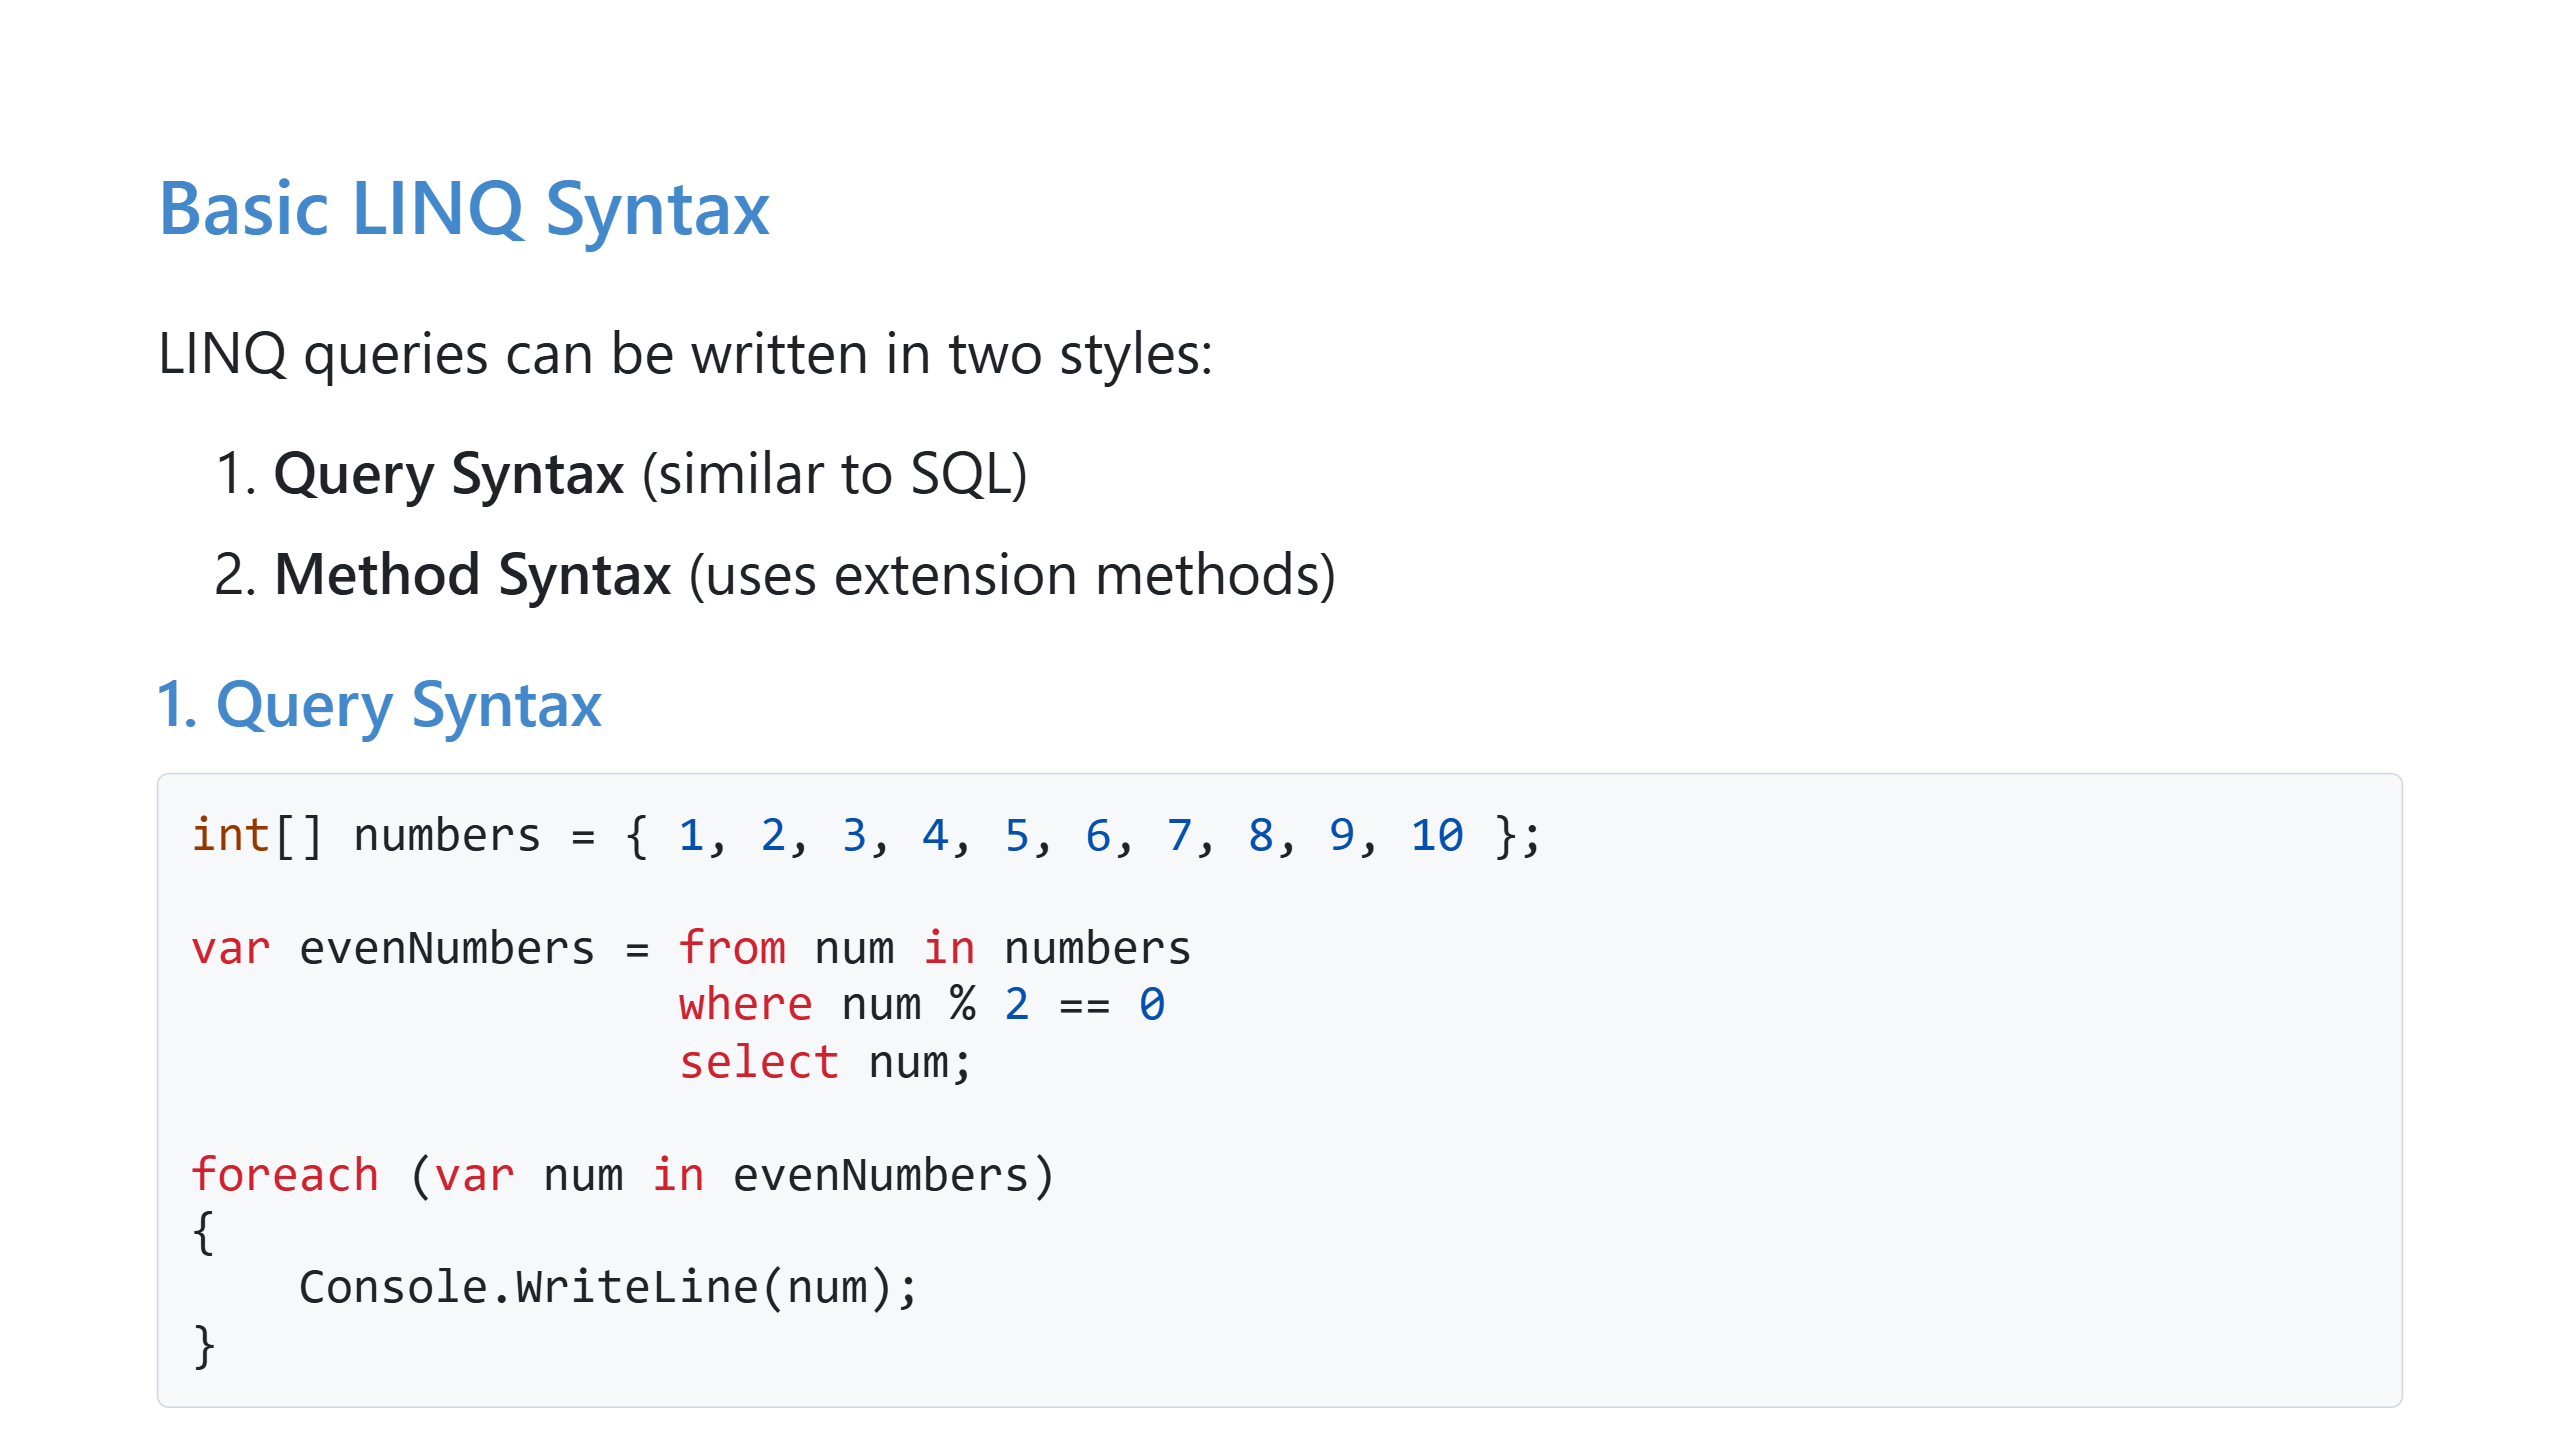 Basic LINQ Syntax
LINQ queries can be written in two styles:
1. Query Syntax (similar to SQL)
2. Method Syntax (uses extension methods)
1. Query Syntax
int[] numbers = { 1, 2, 3, 4, 5, 6, 7, 8, 9, 10 };
var evenNumbers = from num in numbers
                  where num % 2 == 0
                  select num;
foreach (var num in evenNumbers)
{
    Console.WriteLine(num);
}